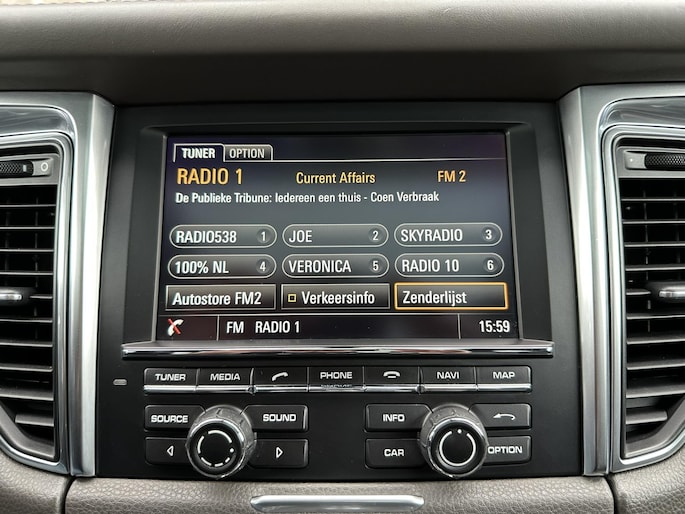 TUNER OPTION
RADIO 1 Current Affairs FM 2
De Publieke Tribune: Iedereen een thuis - Coen Verbraak
RADIO538 1 JOE 2 SKYRADIO 3
100% NL 4 VERONICA 5 RADIO 10 6
Autostore FM2 Verkeersinfo Zenderlijst
FM RADIO 1 15:59
TUNER MEDIA PHONE NAVI MAP
SOURCE SOUND INFO
CAR OPTION